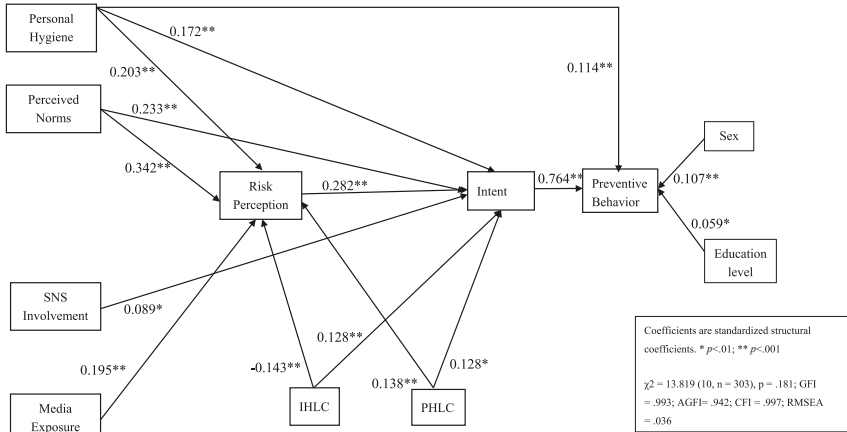 Personal
Hygiene
0.172**
0.203**
0.114**
Perceived
Norms
0.233**
0.342**
Sex
Risk
Perception
0.282**
Intent
0.764**
Preventive
Behavior
0.107**
0.059*
Education
level
SNS
Involvement
0.089*
0.128**
0.195**
-0.143**
0.138**
0.128*
IHLC
PHLC
Media
Exposure
Coefficients are standardized structural
coefficients. * p<.01; ** p<.001
χ2 = 13.819 (10, n = 303), p = .181; GFI
= .993; AGFI= .942; CFI = .997; RMSEA
= .036